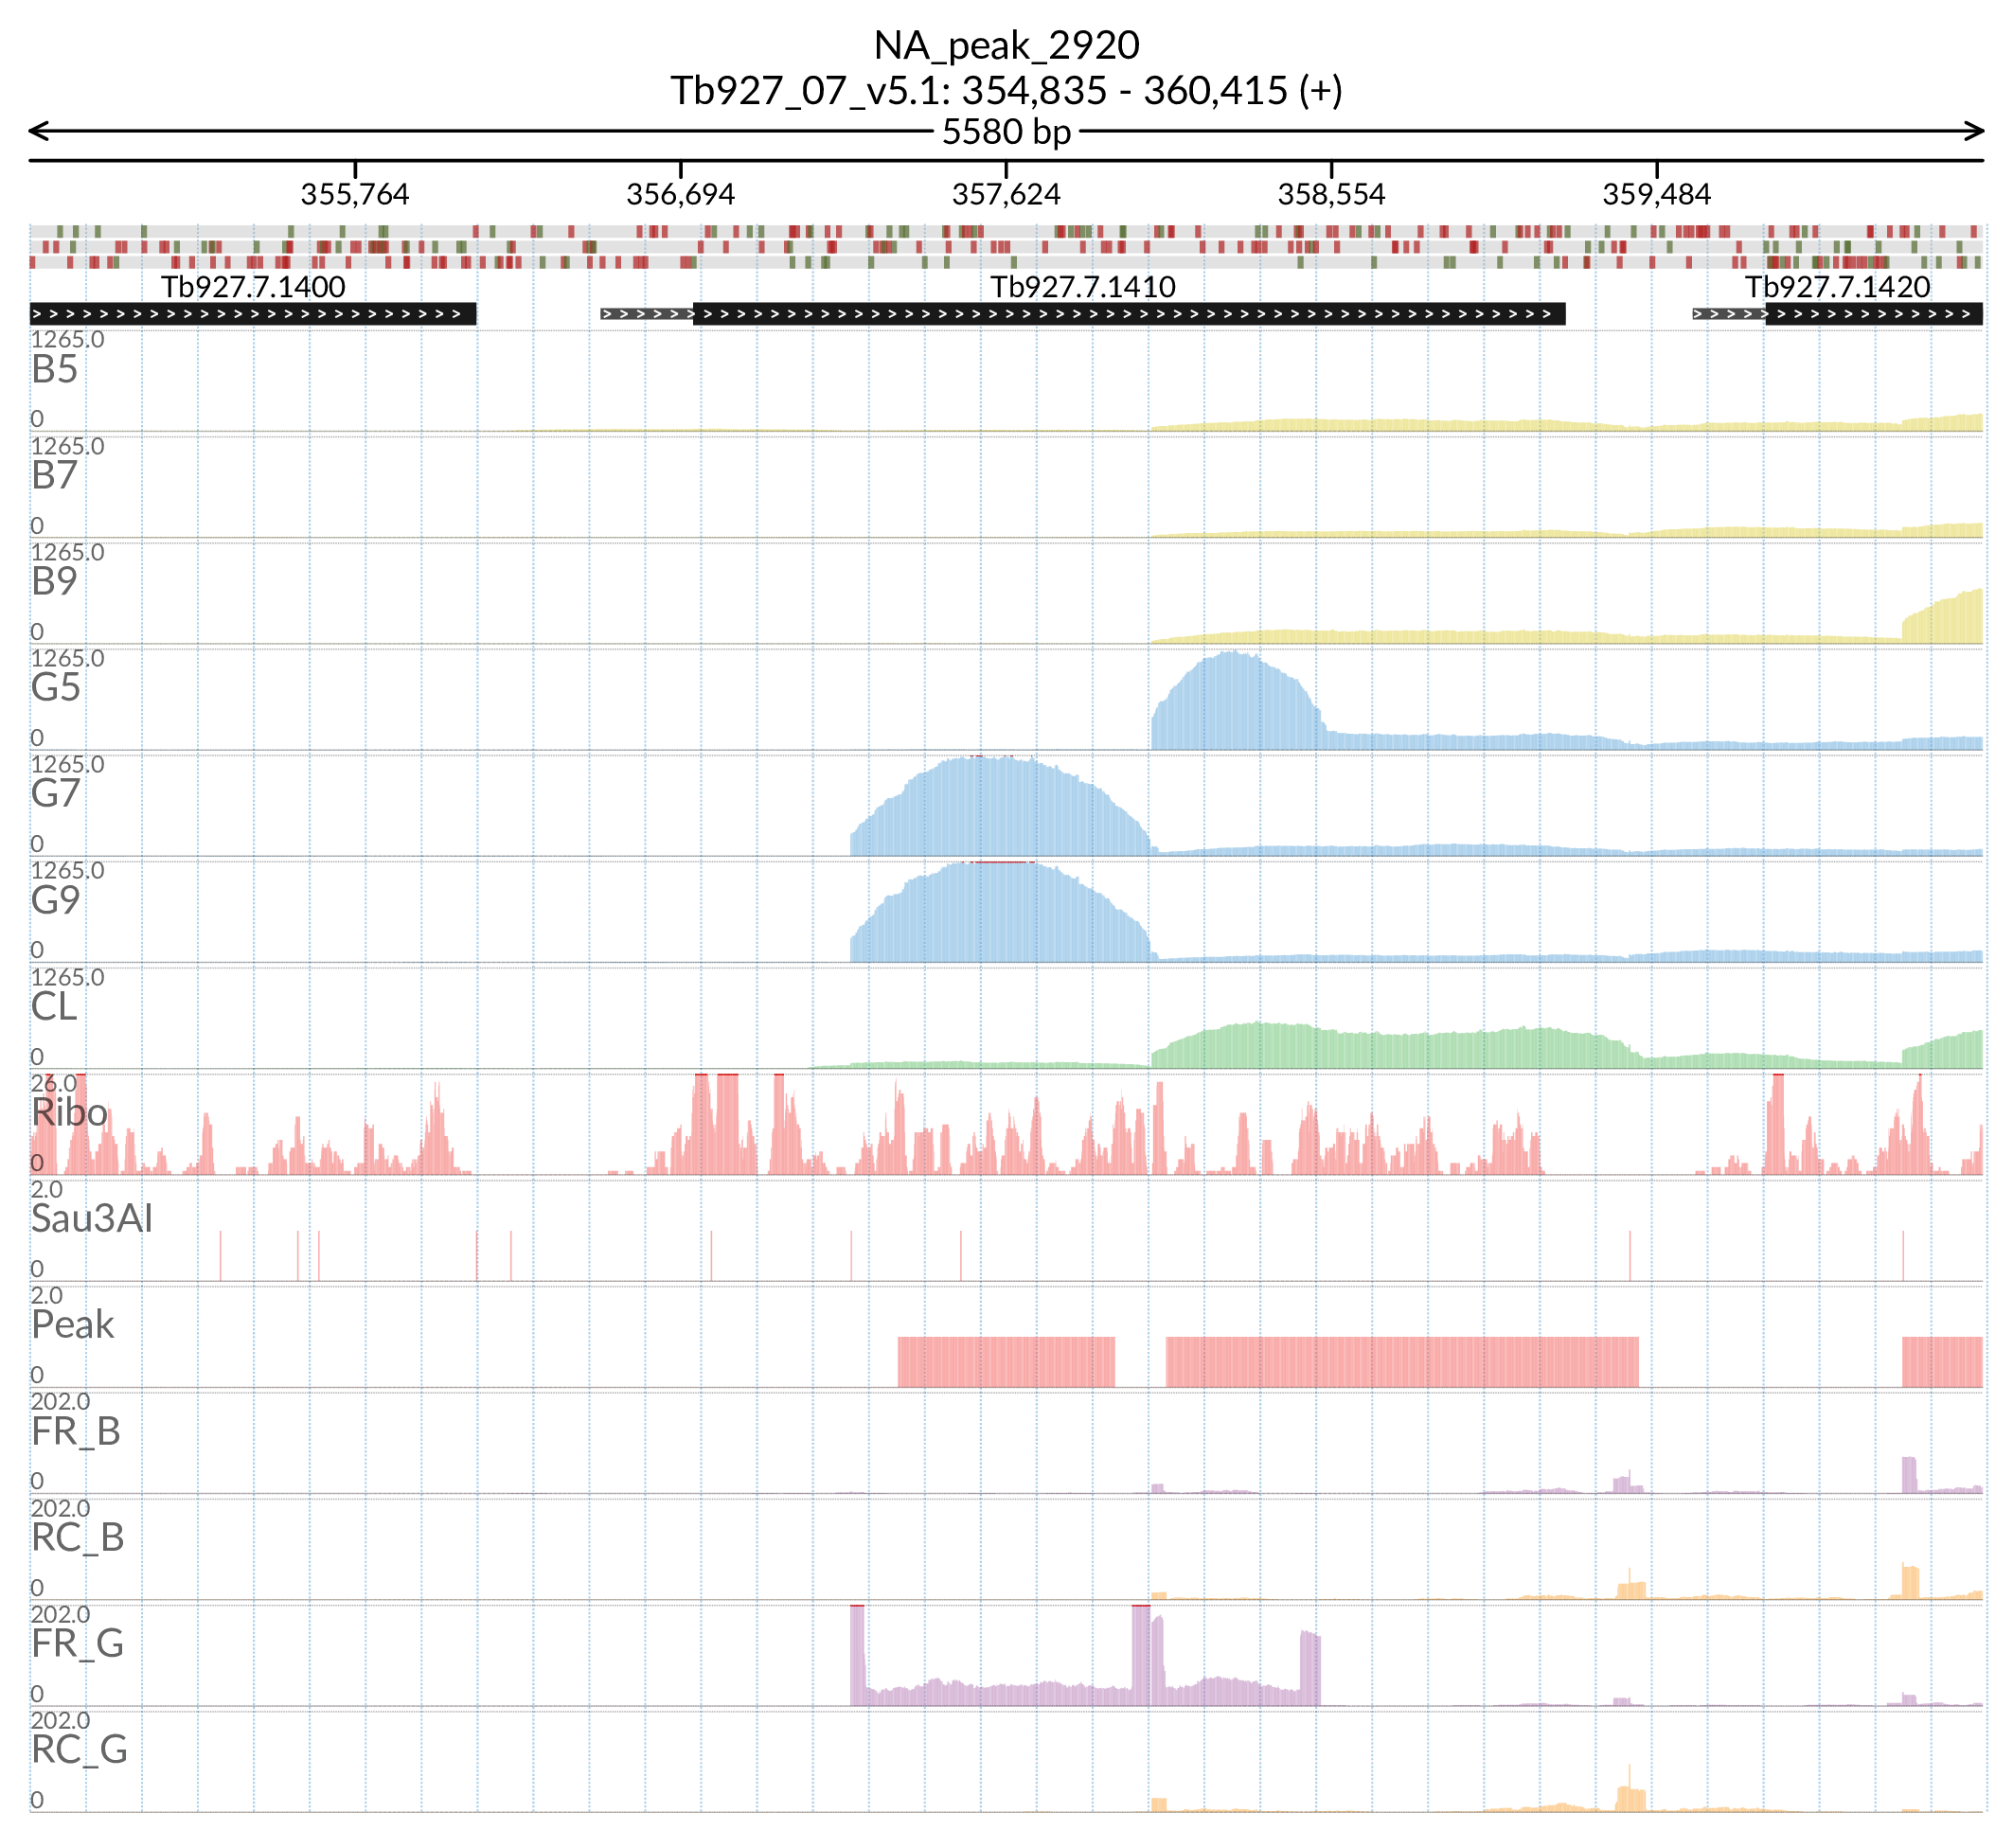 NA_peak_2920
Tb927_07_v5.1: 354,835 - 360,415 (+)
5580 bp
355,764 356,694 357,624 358,554 359,484
Tb927.7.1400 Tb927.7.1410 Tb927.7.1420
1265.0
B5
0
1265.0
B7
0
1265.0
B9
0
1265.0
G5
0
1265.0
G7
0
1265.0
G9
0
1265.0
CL
0
26.0
Ribo
0
2.0
Sau3AI
0
2.0
Peak
0
202.0
FR_B
0
202.0
RC_B
0
202.0
FR_G
0
202.0
RC_G
0